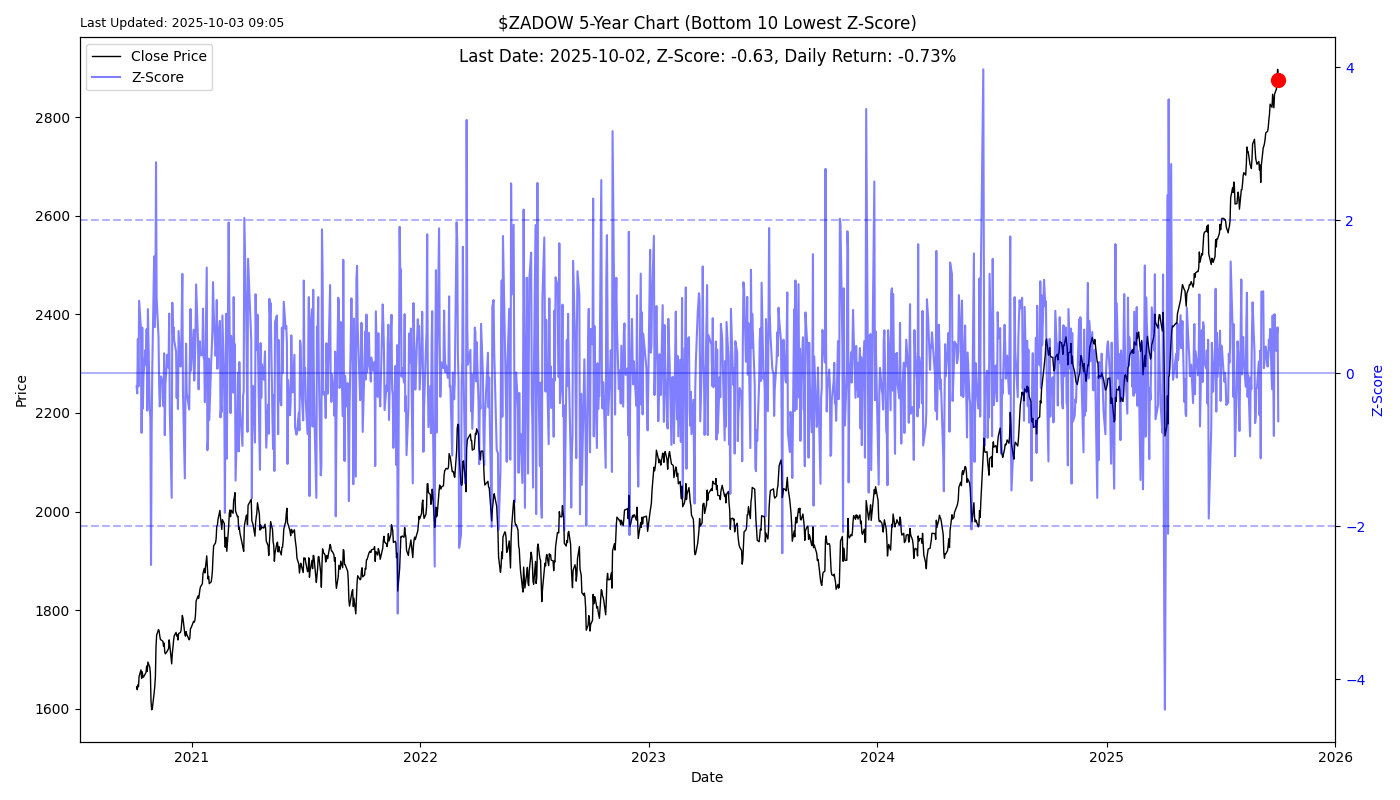 Last Updated: 2025-10-03 09:05
$ZADOW 5-Year Chart (Bottom 10 Lowest Z-Score)
Last Date: 2025-10-02, Z-Score: -0.63, Daily Return: -0.73%
Close Price
Z-Score
4
2800
2600
2
2400
0
Price
Z-Score
2200
2000
−2
1800
−4
1600
2021
2022
2023
2024
2025
2026
Date